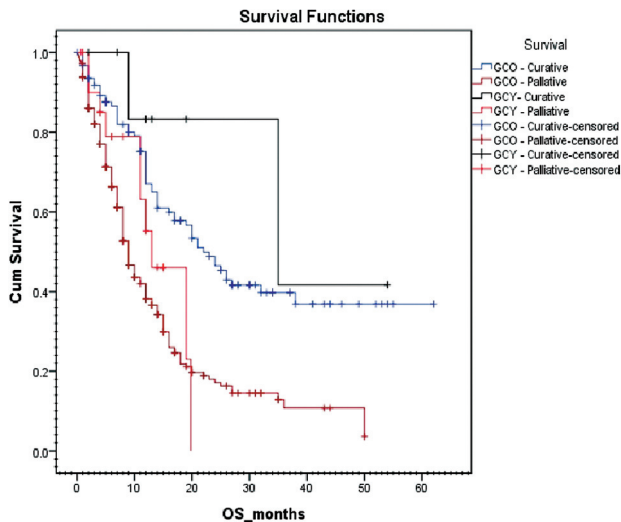 Survival Functions
Survival
GCO - Curative
GCO - Pallative
GCY- Curative
GCY - Palliative
GCO - Curative-censored
GCO - Pallative-censored
GCY - Curative-censored
GCY - Palliative-censored
Cum Survival
1.0
0.8
0.6
0.4
0.2
0.0
0
10
20
30
40
50
60
OS_months